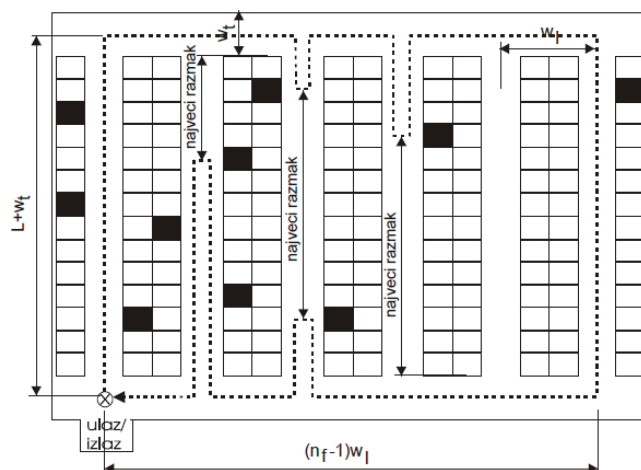 w_t
w_l
najveci razmak
najveci razmak
najveci razmak
L+w_t
ulaz/
izlaz
(n_f-1)w_l